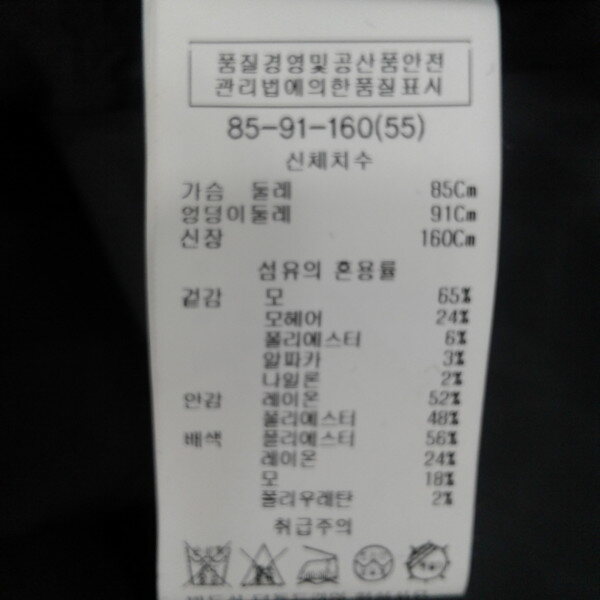 품질경영및공산품안전
관리법에의한품질표시
85-91-160(55)
신체치수
가슴 둘레 85Cm
엉덩이둘레 91Cm
신장 160Cm
섬유의 혼용률
겉감 모 65%
모헤어 24%
폴리에스터 6%
알파카 3%
나일론 2%
안감 레이온 52%
폴리에스터 48%
배색 폴리에스터 56%
레이온 24%
모 18%
폴리우레탄 2%
취급주의